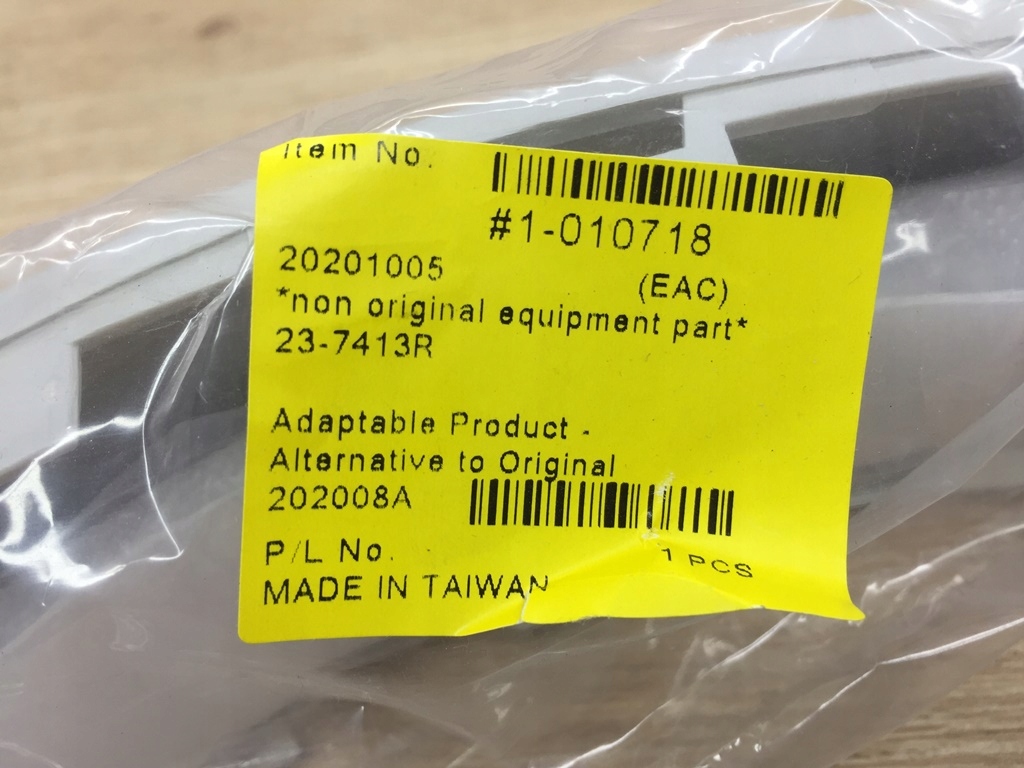 Item No.
#1-010718
20201005
(EAC)
*non original equipment part*
23-7413R
Adaptable Product -
Alternative to Original
202008A
P/L No.
1 PCS
MADE IN TAIWAN